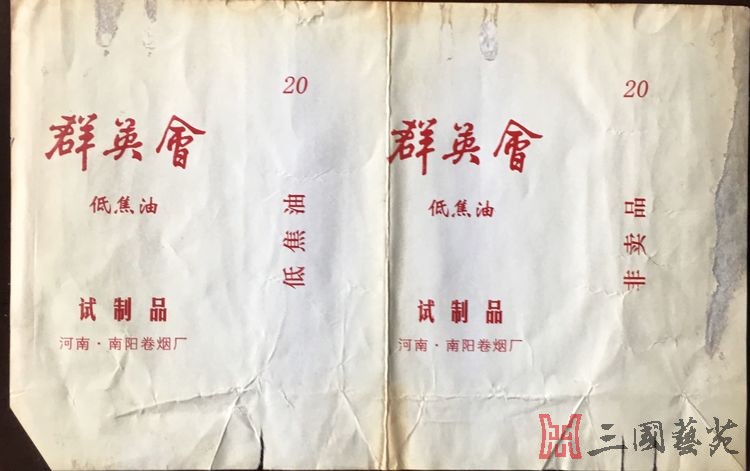 群英會
低焦油
试制品
河南·南阳卷烟厂
20
低焦油
群英會
低焦油
试制品
河南·南阳卷烟厂
20
非卖品
三國藝苑